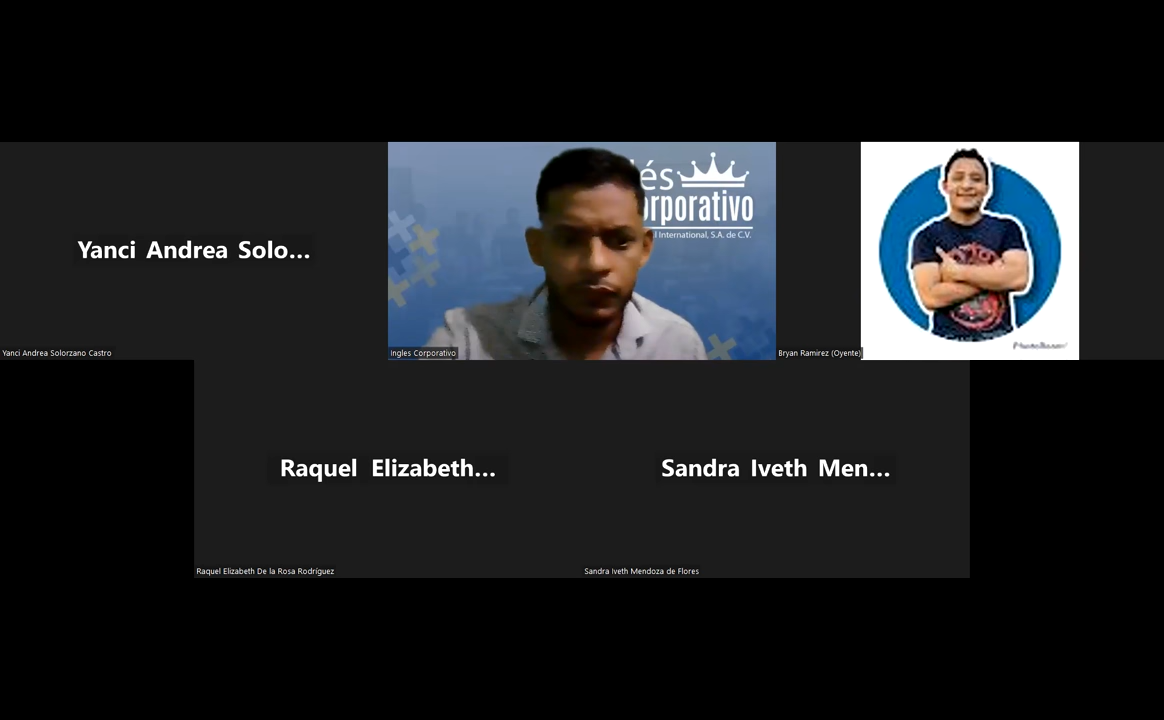 Yanci Andrea Solo...
Yanci Andrea Solorzano Castro
és
orporativo
l International, S.A. de C.V.
Ingles Corporativo
Bryan Ramirez (Oyente)
Raquel Elizabeth...
Raquel Elizabeth De la Rosa Rodríguez
Sandra Iveth Men...
Sandra Iveth Mendoza de Flores